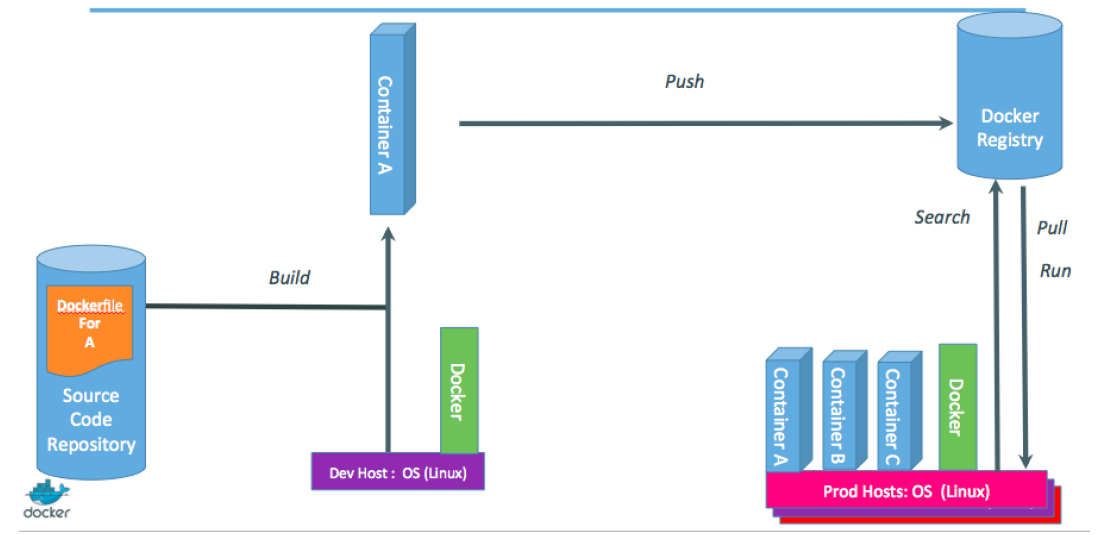 Container A
Push
Docker
Registry
Search
Pull
Run
Build
Dockerfile
For
A
Source
Code
Repository
Docker
Dev Host : OS (Linux)
Container A
Container B
Container C
Docker
Prod Hosts: OS (Linux)
docker